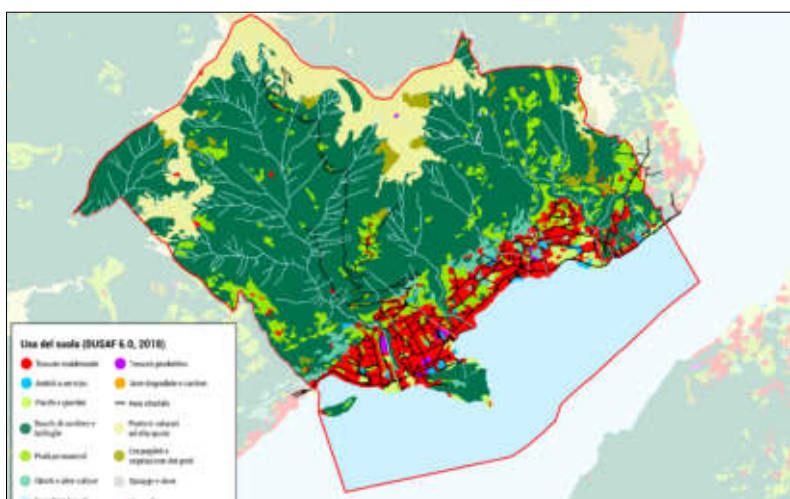 Uso del suolo (DUSAF 6.0, 2018)
Tessuto residenziale
Tessuto produttivo
Ambiti a servizio
Aree degradate e cantieri
Parchi e giardini
Rete stradale
Boschi di conifere e
latifoglie
Praterie naturali
ad alta quota
Prati permanenti
Cespuglieti e
vegetazione dei greti
Oliveti e altre colture
Spiagge e dune